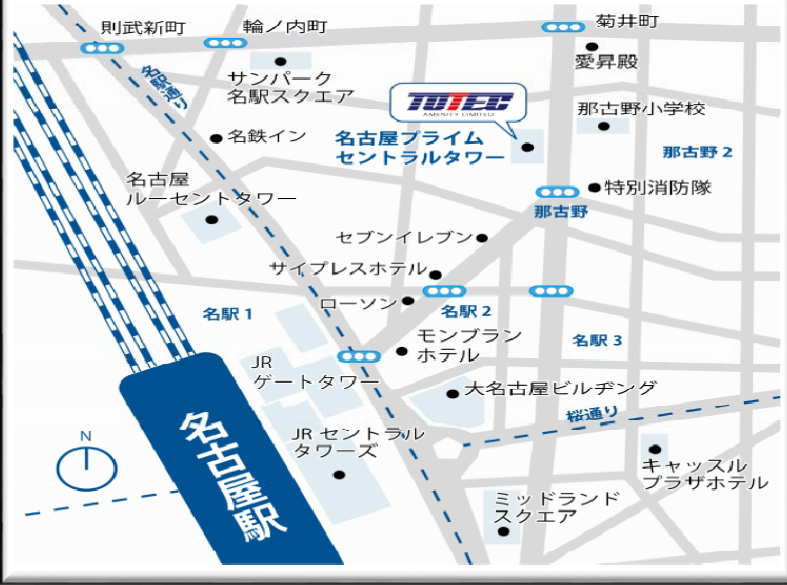 則武新町
輪ノ内町
菊井町
愛昇殿
サンパーク
名駅スクエア
名駅通り
TOTEC
AMENITY LIMITED
那古野小学校
名鉄イン
名古屋プライム
セントラルタワー
那古野2
名古屋
ルーセントタワー
特別消防隊
那古野
セブンイレブン
サイプレスホテル
ローソン
名駅1
名駅2
モンブラン
ホテル
名駅3
JR
ゲートタワー
大名古屋ビルヂング
桜通り
JR セントラル
タワーズ
N
名古屋駅
キャッスル
プラザホテル
ミッドランド
スクエア